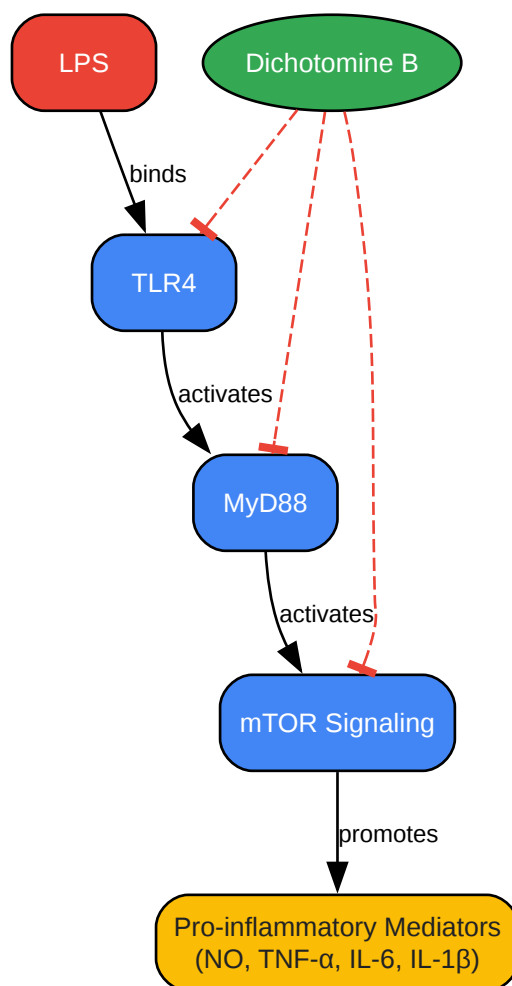 LPS
Dichotomine B
binds
TLR4
activates
MyD88
activates
mTOR Signaling
promotes
Pro-inflammatory Mediators
(NO, TNF-α, IL-6, IL-1β)